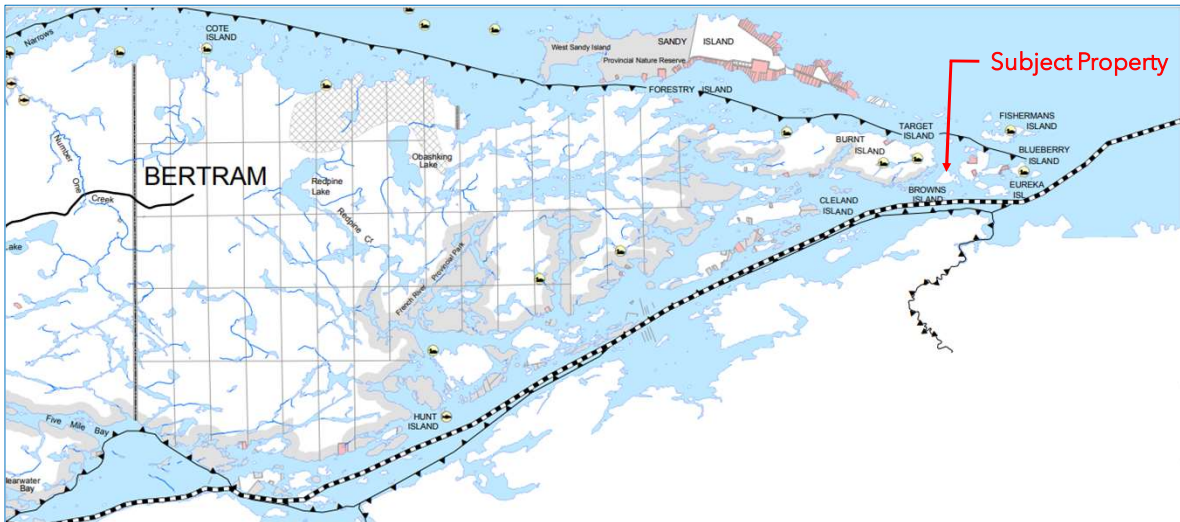 Narrows
COTE
ISLAND
West Sandy Island
SANDY
ISLAND
Provincial Nature Reserve
FORESTRY ISLAND
Subject Property
TARGET
ISLAND
FISHERMANS
ISLAND
BURNT
ISLAND
BLUEBERRY
ISLAND
EUREKA
ISL
BROWNS
ISLAND
CLELAND
ISLAND
Number One
Creek
BERTRAM
Obashking
Lake
Redpine
Lake
Redpine Cr.
Lake
French River Provincial Park
HUNT
ISLAND
Five Mile Bay
learwater
Bay